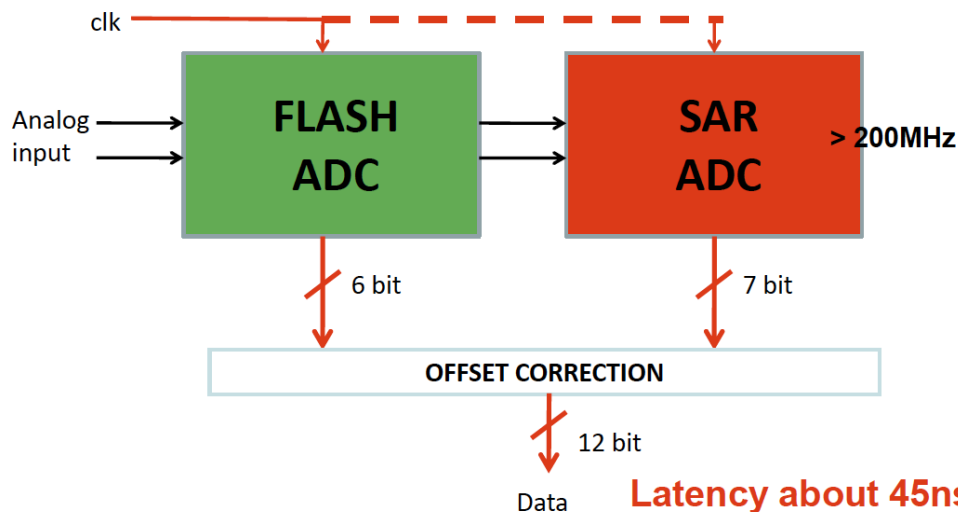 clk
Analog
input
FLASH
ADC
SAR
ADC
> 200MHz
6 bit
7 bit
OFFSET CORRECTION
12 bit
Data
Latency about 45ns